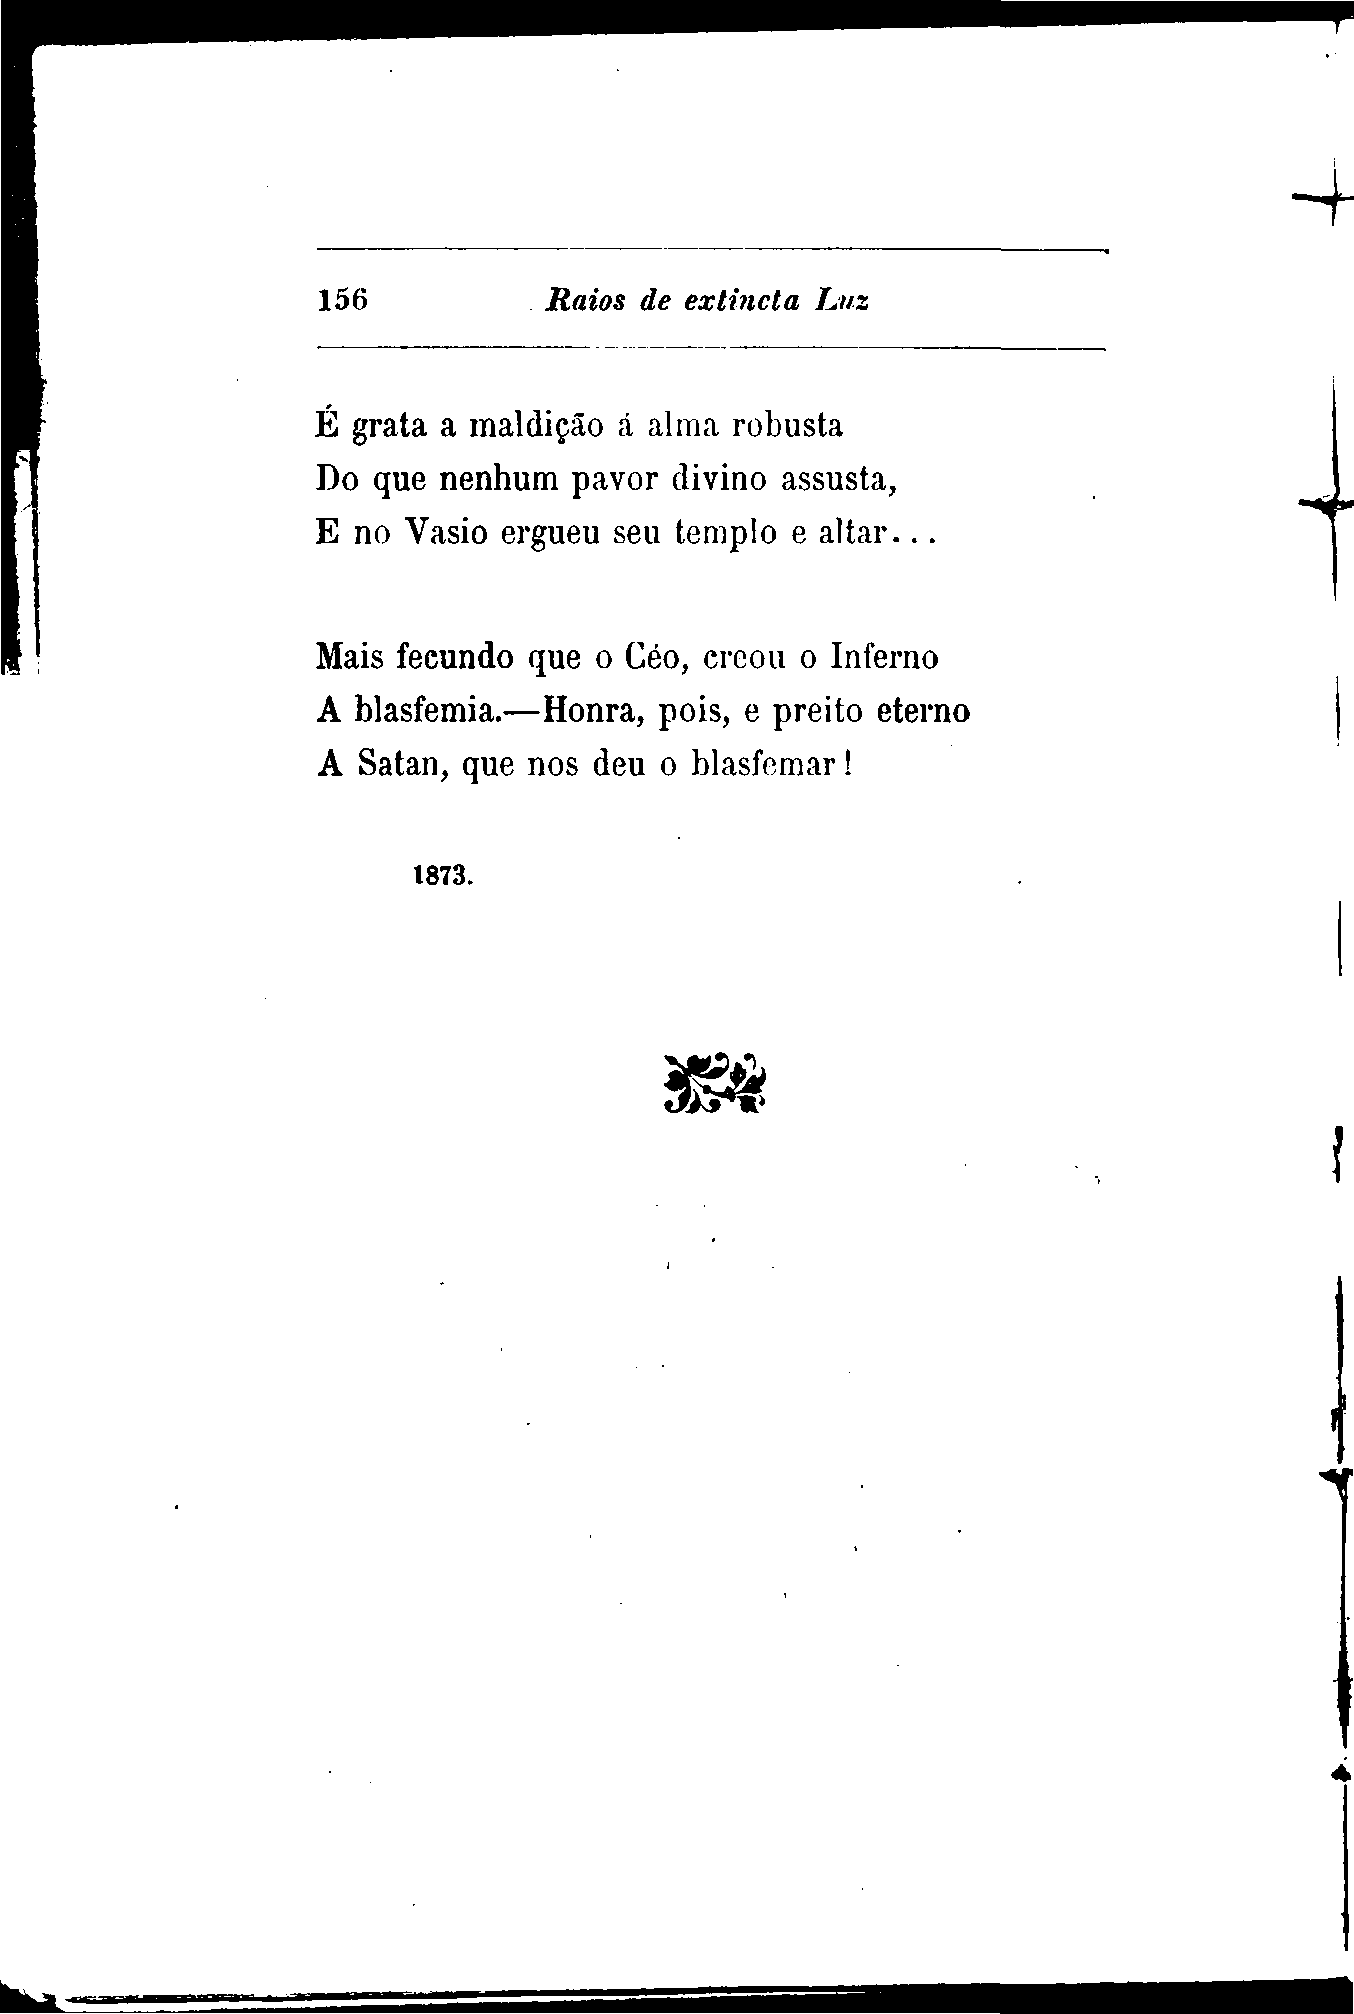 156 Raios de extincta Luz
É grata a maldição á alma robusta
Do que nenhum pavor divino assusta,
E no Vasio ergueu seu templo e altar...
Mais fecundo que o Céo, creou o Inferno
A blasfemia.—Honra, pois, e preito eterno
A Satan, que nos deu o blasfemar!
1873.